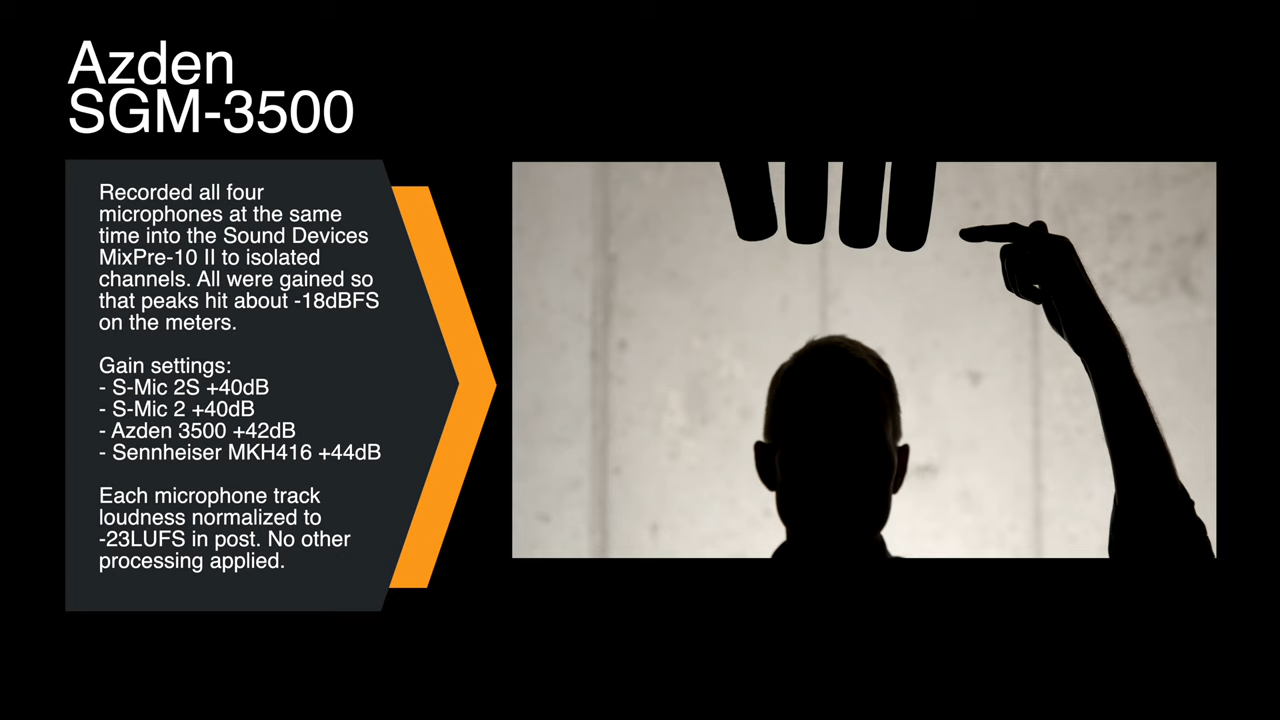 Azden
SGM-3500
Recorded all four
microphones at the same
time into the Sound Devices
MixPre-10 II to isolated
channels. All were gained so
that peaks hit about -18dBFS
on the meters.
Gain settings:
- S-Mic 2S +40dB
- S-Mic 2 +40dB
- Azden 3500 +42dB
- Sennheiser MKH416 +44dB
Each microphone track
loudness normalized to
-23LUFS in post. No other
processing applied.